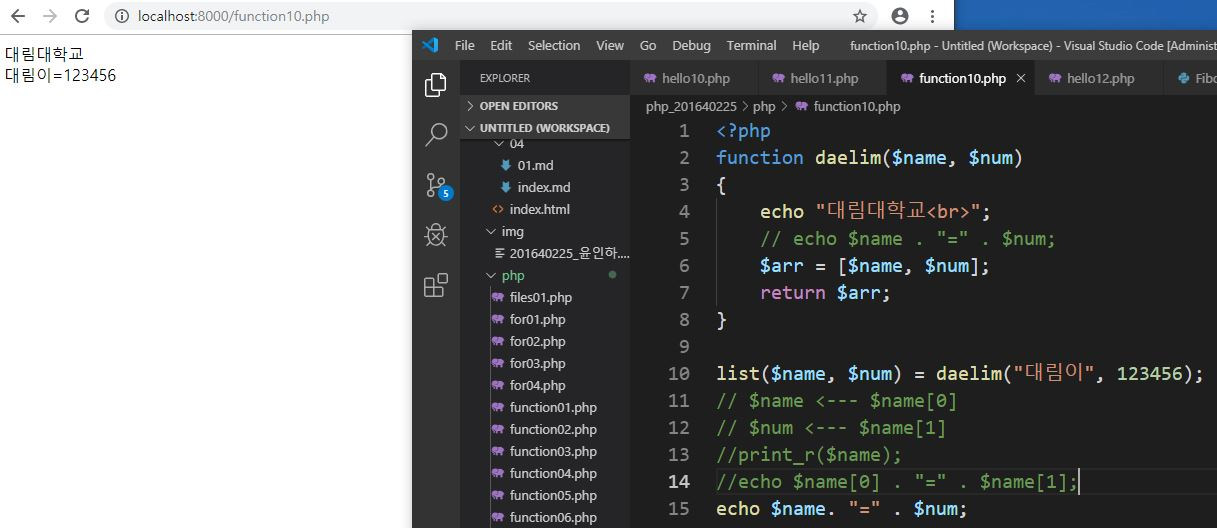 localhost:8000/function10.php
대림대학교
대림이=123456
File Edit Selection View Go Debug Terminal Help function10.php - Untitled (Workspace) - Visual Studio Code [Administ
EXPLORER
OPEN EDITORS
UNTITLED (WORKSPACE)
04
01.md
index.md
index.html
img
201640225_윤인하....
php
files01.php
for01.php
for02.php
for03.php
for04.php
function01.php
function02.php
function03.php
function04.php
function05.php
function06.php
5
hello10.php hello11.php function10.php hello12.php Fibo
php_201640225 > php > function10.php
1 <?php
2 function daelim($name, $num)
3 {
4 echo "대림대학교<br>";
5 // echo $name . "=" . $num;
6 $arr = [$name, $num];
7 return $arr;
8 }
9
10 list($name, $num) = daelim("대림이", 123456);
11 // $name <--- $name[0]
12 // $num <--- $name[1]
13 //print_r($name);
14 //echo $name[0] . "=" . $name[1];
15 echo $name. "=" . $num;